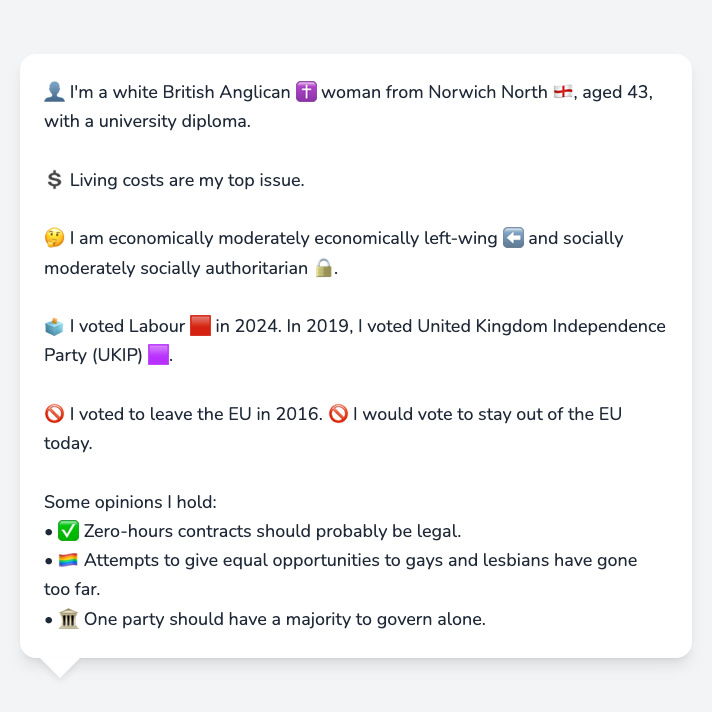 👤 I'm a white British Anglican ✝️ woman from Norwich North 🏴󠁧󠁢󠁥󠁮󠁧󠁿, aged 43,
with a university diploma.
💲 Living costs are my top issue.
🤔 I am economically moderately economically left-wing ⬅️ and socially
moderately socially authoritarian 🔒.
🗳️ I voted Labour 🟥 in 2024. In 2019, I voted United Kingdom Independence
Party (UKIP) 🟪.
🚫 I voted to leave the EU in 2016. 🚫 I would vote to stay out of the EU
today.
Some opinions I hold:
• ✅ Zero-hours contracts should probably be legal.
• 🏳️‍🌈 Attempts to give equal opportunities to gays and lesbians have gone
too far.
• 🏛️ One party should have a majority to govern alone.